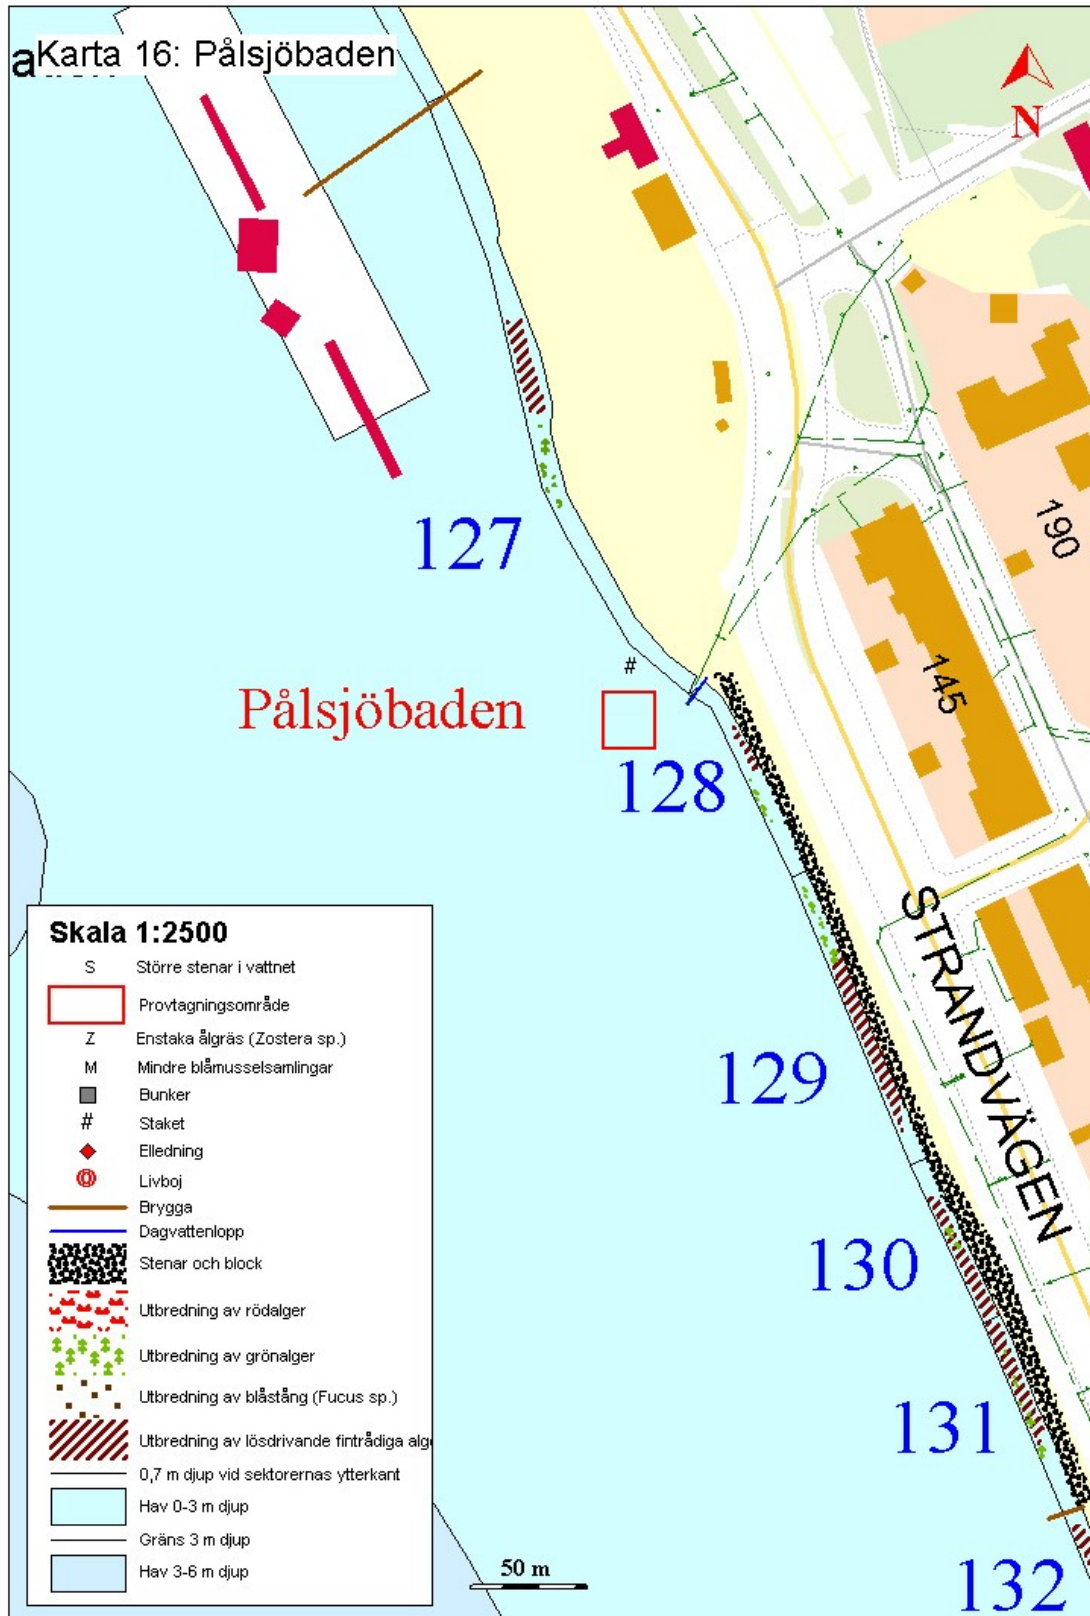 Karta 16: Pålsjöbaden
N
127
190
#
Pålsjöbaden
145
128
STRANDVÄGEN
129
130
131
132
Skala 1:2500
S Större stenar i vattnet
Provtagningsområde
Z Enstaka ålgräs (Zostera sp.)
M Mindre blåmusselsamlingar
Bunker
# Staket
Elledning
Livboj
Brygga
Dagvattenlopp
Stenar och block
Utbredning av rödalger
Utbredning av grönalger
Utbredning av blåstång (Fucus sp.)
Utbredning av lösdrivande fintrådiga alg
0,7 m djup vid sektorernas ytterkant
Hav 0-3 m djup
Gräns 3 m djup
Hav 3-6 m djup
50 m